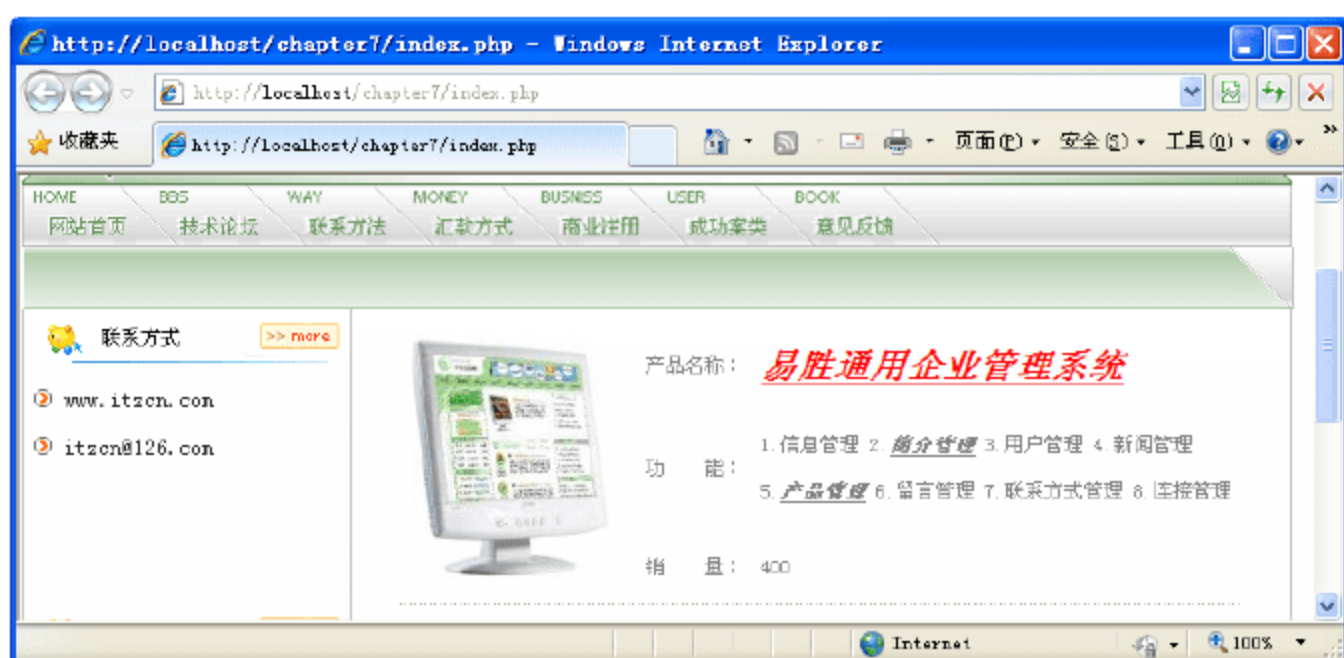 http://localhost/chapter7/index.php - Windows Internet Explorer
http://localhost/chapter7/index.php
收藏夹 http://localhost/chapter7/index.php 页面(P) 安全(S) 工具(O) »
HOME BBS WAY MONEY BUSNISS USER BOOK
网站首页 技术论坛 联系方法 汇款方式 商业注册 成功案类 意见反馈
联系方式 >> more
www.itzcn.com
itzcn@126.com
产品名称： 易胜通用企业管理系统
功 能： 1.信息管理 2.简介管理 3.用户管理 4.新闻管理
5.产品管理 6.留言管理 7.联系方式管理 8.连接管理
销 量： 400
Internet 100%